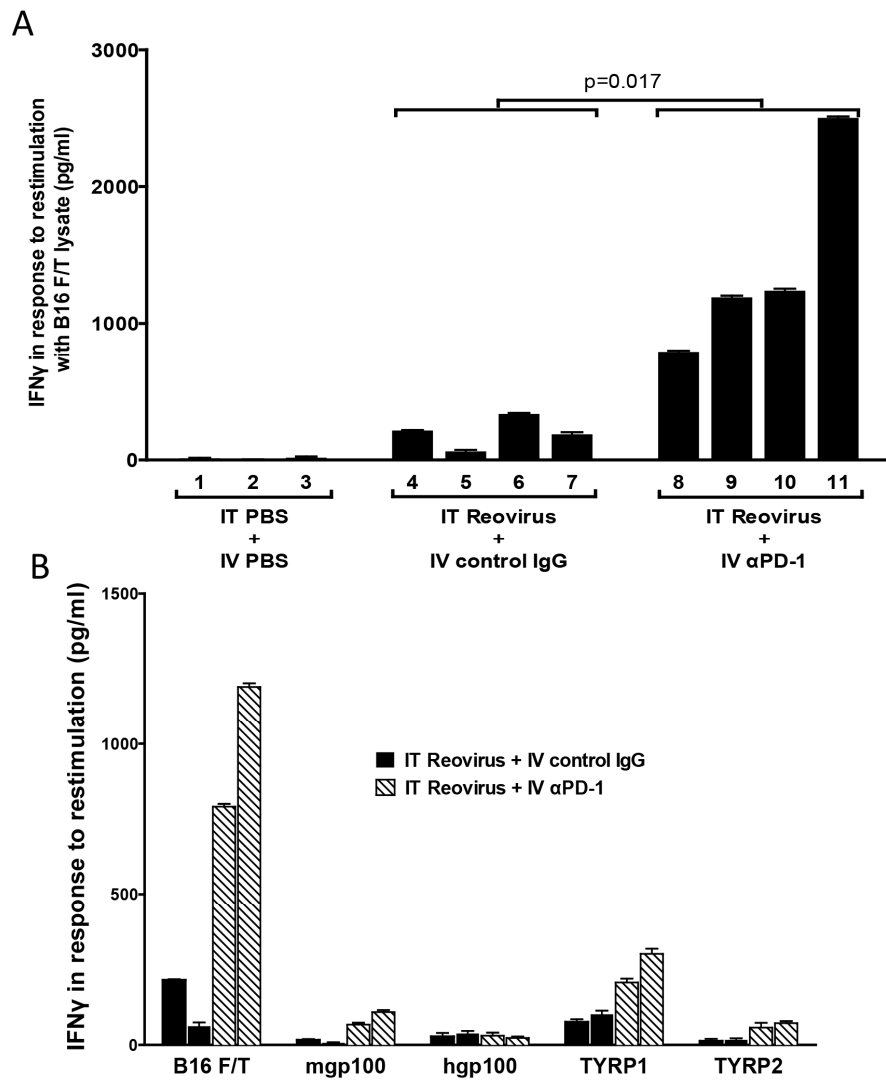 A
IFNγ in response to restimulation
with B16 F/T lysate (pg/ml)
3000
2000
1000
0
p=0.017
1 2 3 4 5 6 7 8 9 10 11
IT PBS
+
IV PBS
IT Reovirus
+
IV control IgG
IT Reovirus
+
IV αPD-1
B
IFNγ in response to restimulation (pg/ml)
1500
1000
500
0
IT Reovirus + IV control IgG
IT Reovirus + IV αPD-1
B16 F/T mgp100 hgp100 TYRP1 TYRP2